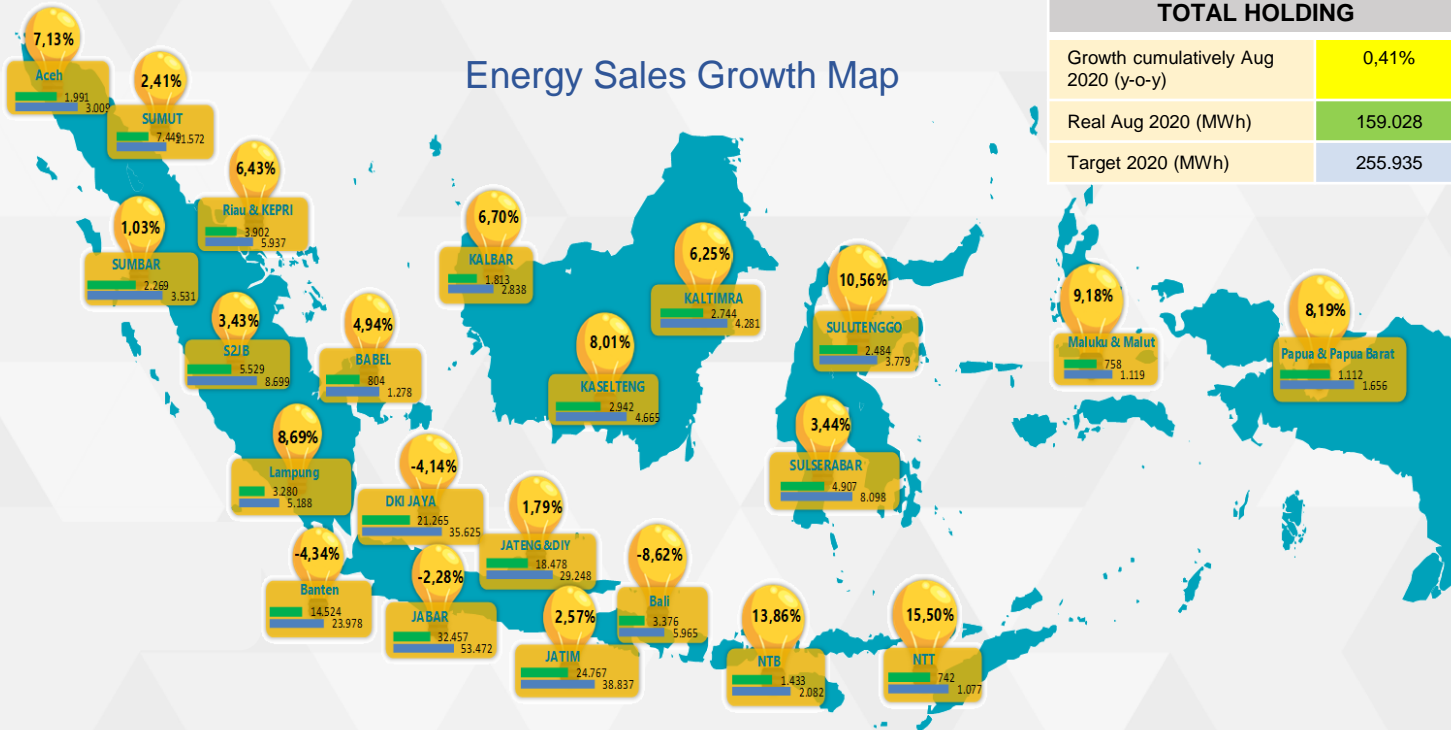 Energy Sales Growth Map
TOTAL HOLDING
Growth cumulatively Aug
2020 (y-o-y)
0,41%
Real Aug 2020 (MWh)
159.028
Target 2020 (MWh)
255.935
7,13%
Aceh
1.991
3.009
2,41%
SUMUT
7.449
11.572
6,43%
Riau & KEPRI
3.902
5.937
1,03%
SUMBAR
2.269
3.531
3,43%
S2JB
5.529
8.699
4,94%
BABEL
804
1.278
8,69%
Lampung
3.280
5.188
-4,14%
DKI JAYA
21.265
35.625
-4,34%
Banten
14.524
23.978
-2,28%
JABAR
32.457
53.472
1,79%
JATENG &DIY
18.478
29.248
2,57%
JATIM
24.767
38.837
-8,62%
Bali
3.376
5.965
13,86%
NTB
1.433
2.082
15,50%
NTT
742
1.077
6,70%
KALBAR
1.813
2.838
6,25%
KALTIMRA
2.744
4.281
8,01%
KASELTENG
2.942
4.665
10,56%
SULUTENGGO
2.484
3.779
3,44%
SULSERABAR
4.907
8.098
9,18%
Maluku & Malut
758
1.119
8,19%
Papua & Papua Barat
1.112
1.656